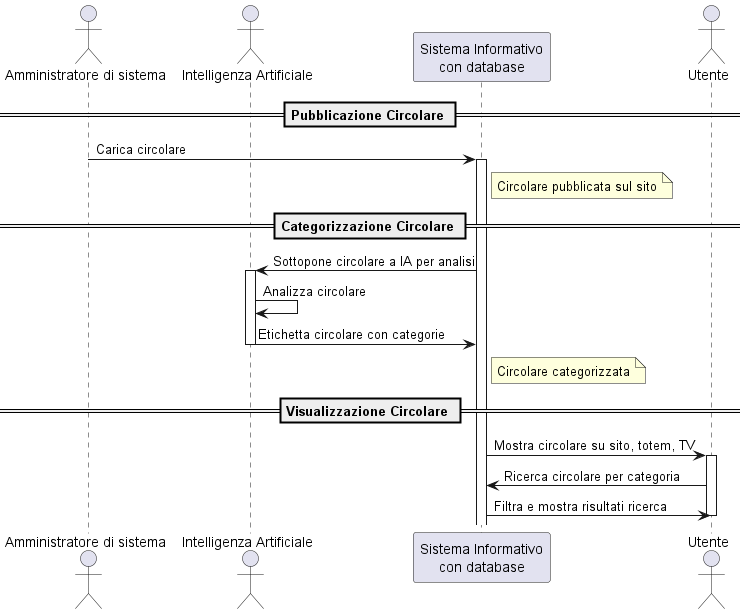 Amministratore di sistema
Intelligenza Artificiale
Sistema Informativo
con database
Utente
Pubblicazione Circolare
Carica circolare
Circolare pubblicata sul sito
Categorizzazione Circolare
Sottopone circolare a IA per analisi
Analizza circolare
Etichetta circolare con categorie
Circolare categorizzata
Visualizzazione Circolare
Mostra circolare su sito, totem, TV
Ricerca circolare per categoria
Filtra e mostra risultati ricerca
Amministratore di sistema
Intelligenza Artificiale
Sistema Informativo
con database
Utente